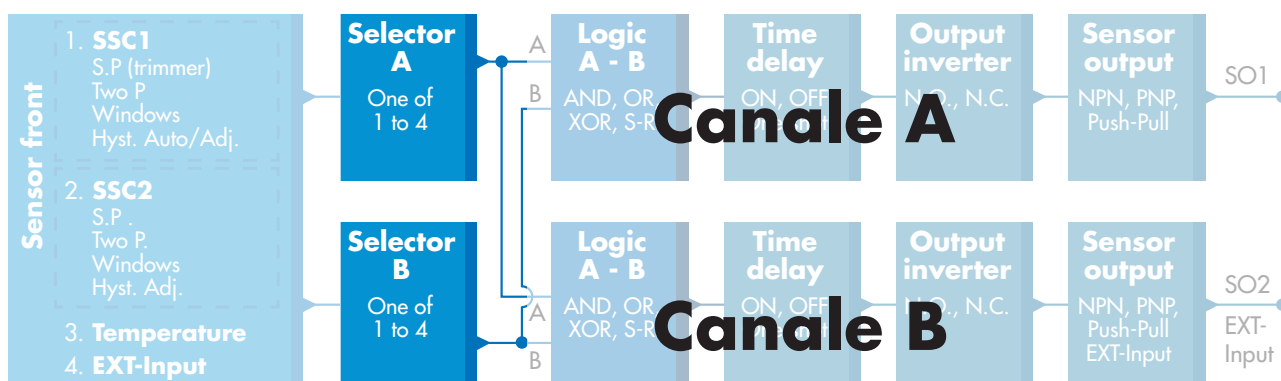 Sensor front
1. SSC1
S.P (trimmer)
Two P
Windows
Hyst. Auto/Adj.
2. SSC2
S.P .
Two P.
Windows
Hyst. Adj.
3. Temperature
4. EXT-Input
Selector
A
One of
1 to 4
A
B
Logic
A - B
AND, OR,
XOR, S-R
Time
delay
ON, OFF
Output
inverter
N.O., N.C.
Sensor
output
NPN, PNP,
Push-Pull
SO1
Canale A
Selector
B
One of
1 to 4
A
B
Logic
A - B
AND, OR,
XOR, S-R
Time
delay
ON, OFF
Output
inverter
N.O., N.C.
Sensor
output
NPN, PNP,
Push-Pull
EXT-Input
SO2
EXT-
Input
Canale B